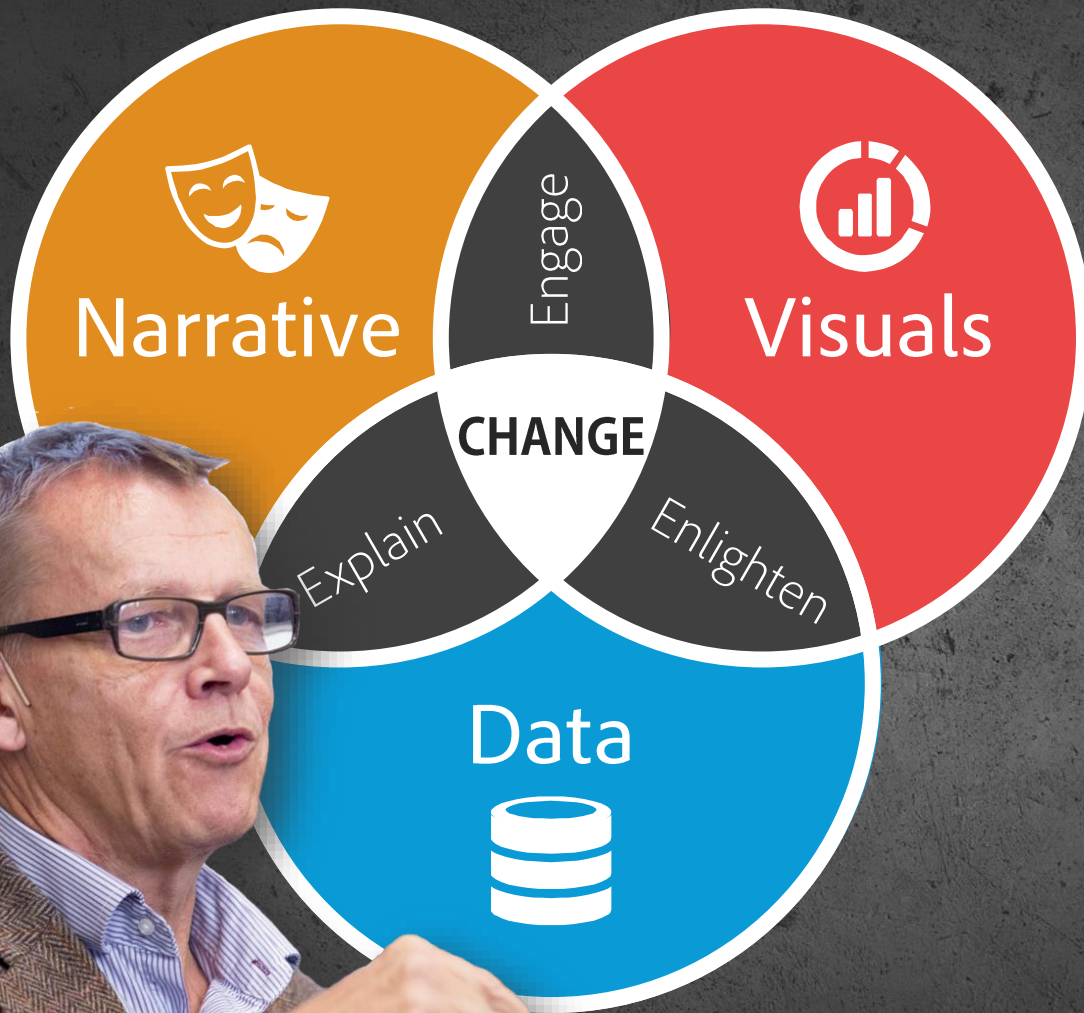 Engage
Narrative
Visuals
CHANGE
Explain
Enlighten
Data